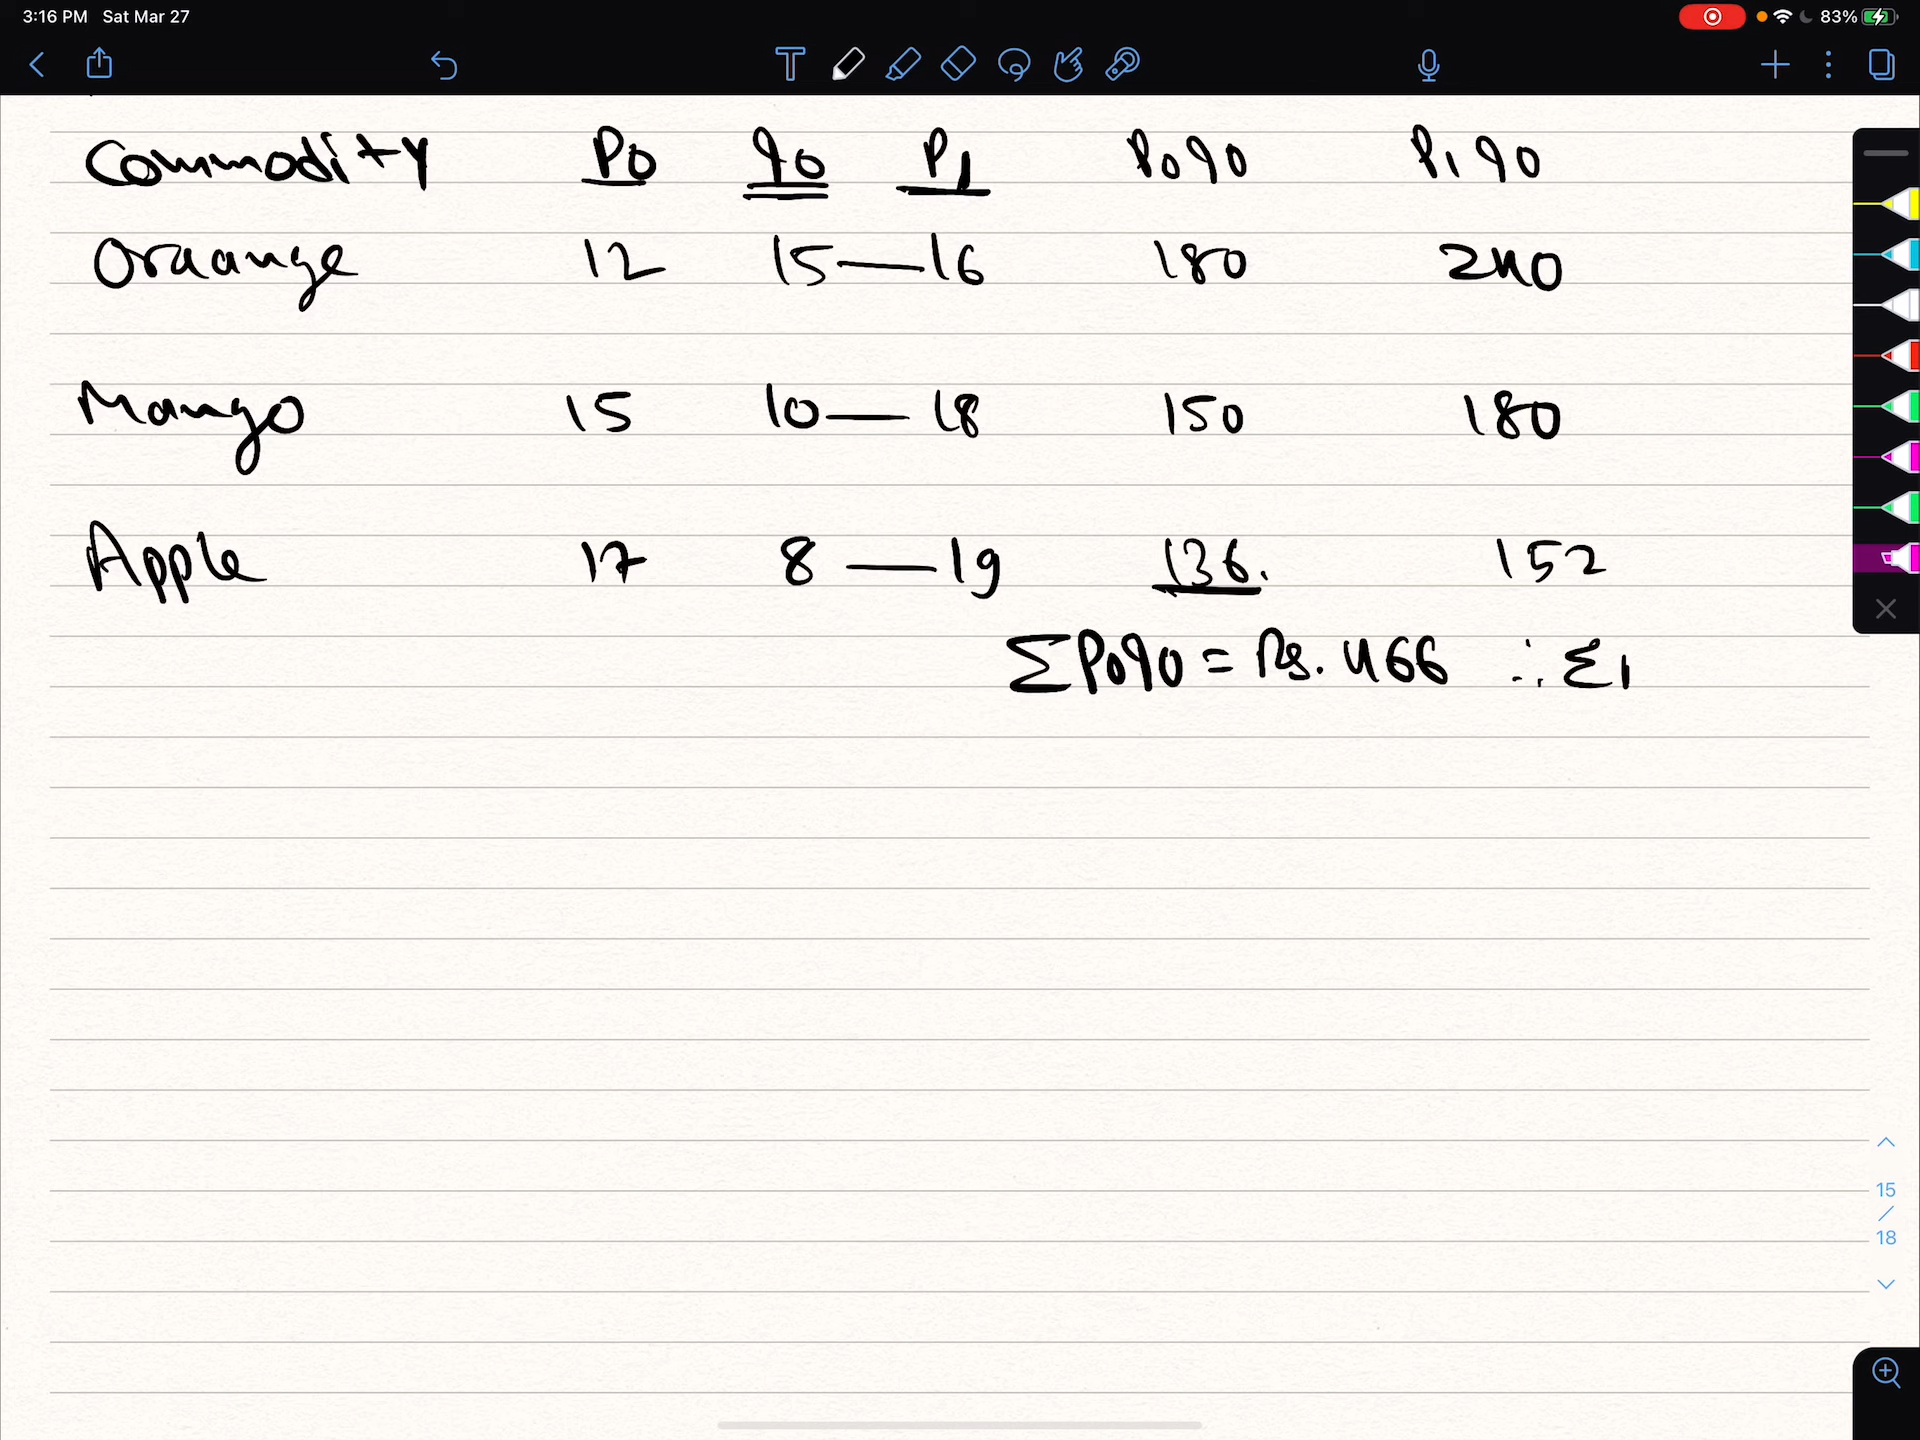 3:16 PM Sat Mar 27 83%
Commodity P0 q0 P1 P0q0 P1q0
Oraange 12 15—16 180 240
Mango 15 10—18 150 180
Apple 17 8—19 136. 152
ΣP0q0 = Rs. 466 ∴ Σ1
15
/
18